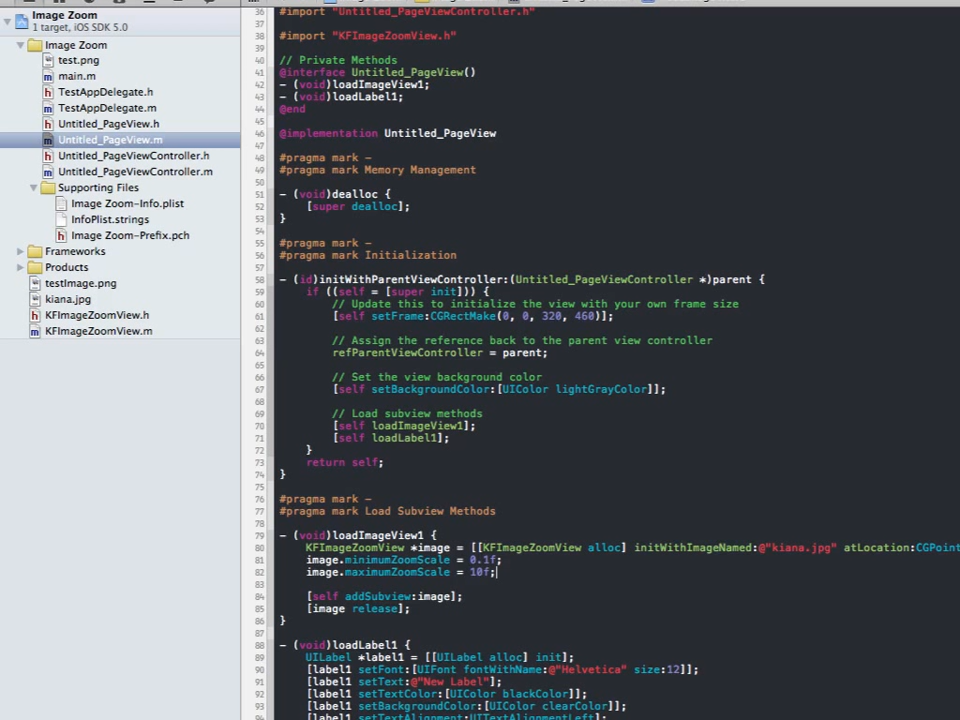 Image Zoom
1 target, iOS SDK 5.0
Image Zoom
test.png
main.m
TestAppDelegate.h
TestAppDelegate.m
Untitled_PageView.h
Untitled_PageView.m
Untitled_PageViewController.h
Untitled_PageViewController.m
Supporting Files
Image Zoom-Info.plist
InfoPlist.strings
Image Zoom-Prefix.pch
Frameworks
Products
testImage.png
kiana.jpg
KFImageZoomView.h
KFImageZoomView.m
36 #import "Untitled_PageViewController.h"
37
38 #import "KFImageZoomView.h"
39
40 // Private Methods
41 @interface Untitled_PageView()
42 - (void)loadImageView1;
43 - (void)loadLabel1;
44 @end
45
46 @implementation Untitled_PageView
47
48 #pragma mark -
49 #pragma mark Memory Management
50
51 - (void)dealloc {
52 [super dealloc];
53 }
54
55 #pragma mark -
56 #pragma mark Initialization
57
58 - (id)initWithParentViewController:(Untitled_PageViewController *)parent {
59 if ((self = [super init])) {
60 // Update this to initialize the view with your own frame size
61 [self setFrame:CGRectMake(0, 0, 320, 460)];
62
63 // Assign the reference back to the parent view controller
64 refParentViewController = parent;
65
66 // Set the view background color
67 [self setBackgroundColor:[UIColor lightGrayColor]];
68
69 // Load subview methods
70 [self loadImageView1];
71 [self loadLabel1];
72 }
73 return self;
74 }
75
76 #pragma mark -
77 #pragma mark Load Subview Methods
78
79 - (void)loadImageView1 {
80 KFImageZoomView *image = [[KFImageZoomView alloc] initWithImageNamed:@"kiana.jpg" atLocation:CGPoint
81 image.minimumZoomScale = 0.1f;
82 image.maximumZoomScale = 10f;
83
84 [self addSubview:image];
85 [image release];
86 }
87
88 - (void)loadLabel1 {
89 UILabel *label1 = [[UILabel alloc] init];
90 [label1 setFont:[UIFont fontWithName:@"Helvetica" size:12]];
91 [label1 setText:@"New Label"];
92 [label1 setTextColor:[UIColor blackColor]];
93 [label1 setBackgroundColor:[UIColor clearColor]];
94 [label1 setTextAlignment:UITextAlignmentLeft];